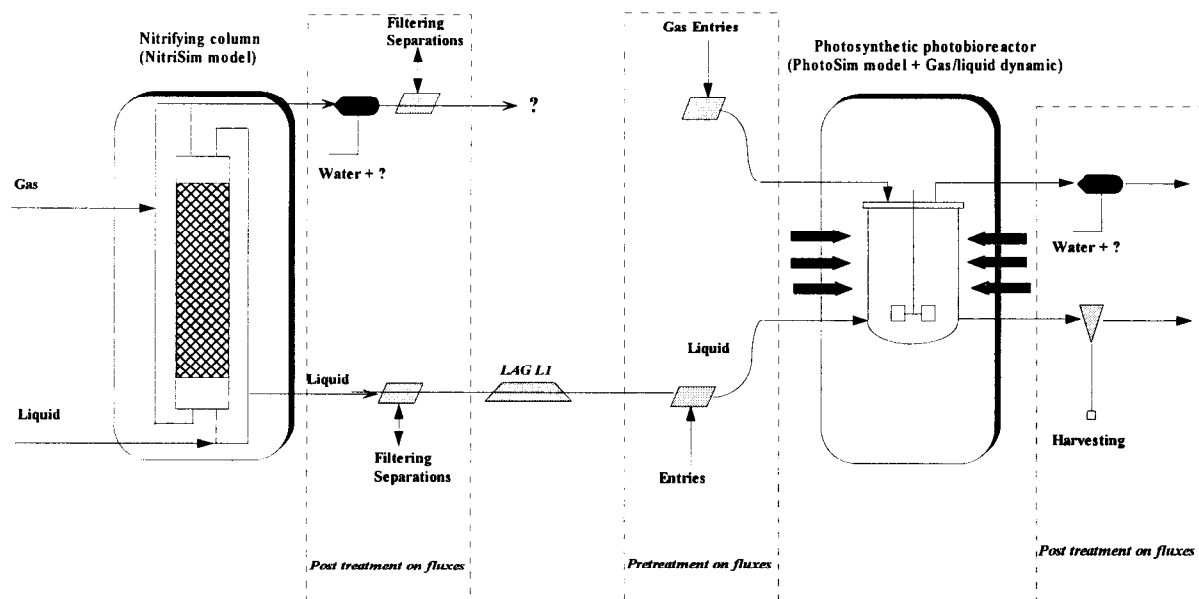 Nitrifying column
(NitriSim model)
Filtering
Separations
?
Water + ?
Gas
Liquid
Liquid
LAG L1
Filtering
Separations
Post treatment on fluxes
Gas Entries
Liquid
Entries
Pretreatment on fluxes
Photosynthetic photobioreactor
(PhotoSim model + Gas/liquid dynamic)
Water + ?
Harvesting
Post treatment on fluxes